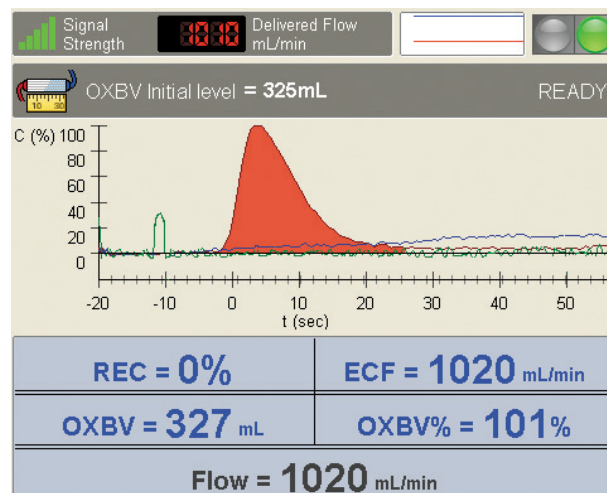 Signal Strength 1010 Delivered Flow mL/min
10 30 OXBV Initial level = 325mL READY
C (%) 100
80
60
40
20
0
-20 -10 0 10 20 30 40 50
t (sec)
REC = 0% ECF = 1020 mL/min
OXBV = 327 mL OXBV% = 101%
Flow = 1020 mL/min